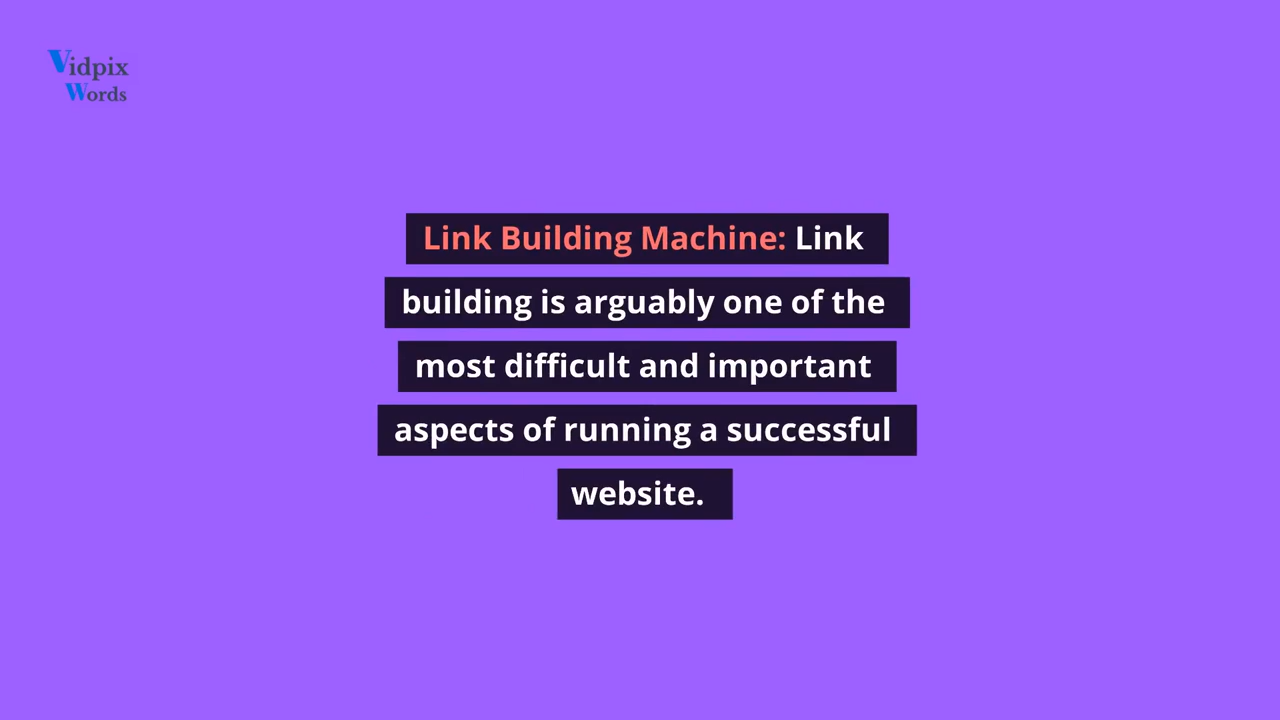 Vidpix
Words
Link Building Machine: Link
building is arguably one of the
most difficult and important
aspects of running a successful
website.